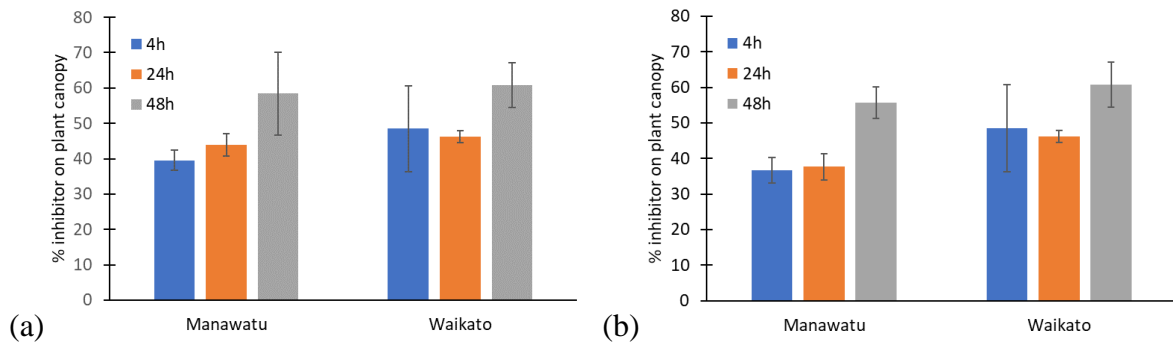 % inhibitor on plant canopy
80
70
60
50
40
30
20
10
0
4h
24h
48h
Manawatu
Waikato
(a)
% inhibitor on plant canopy
80
70
60
50
40
30
20
10
0
4h
24h
48h
Manawatu
Waikato
(b)